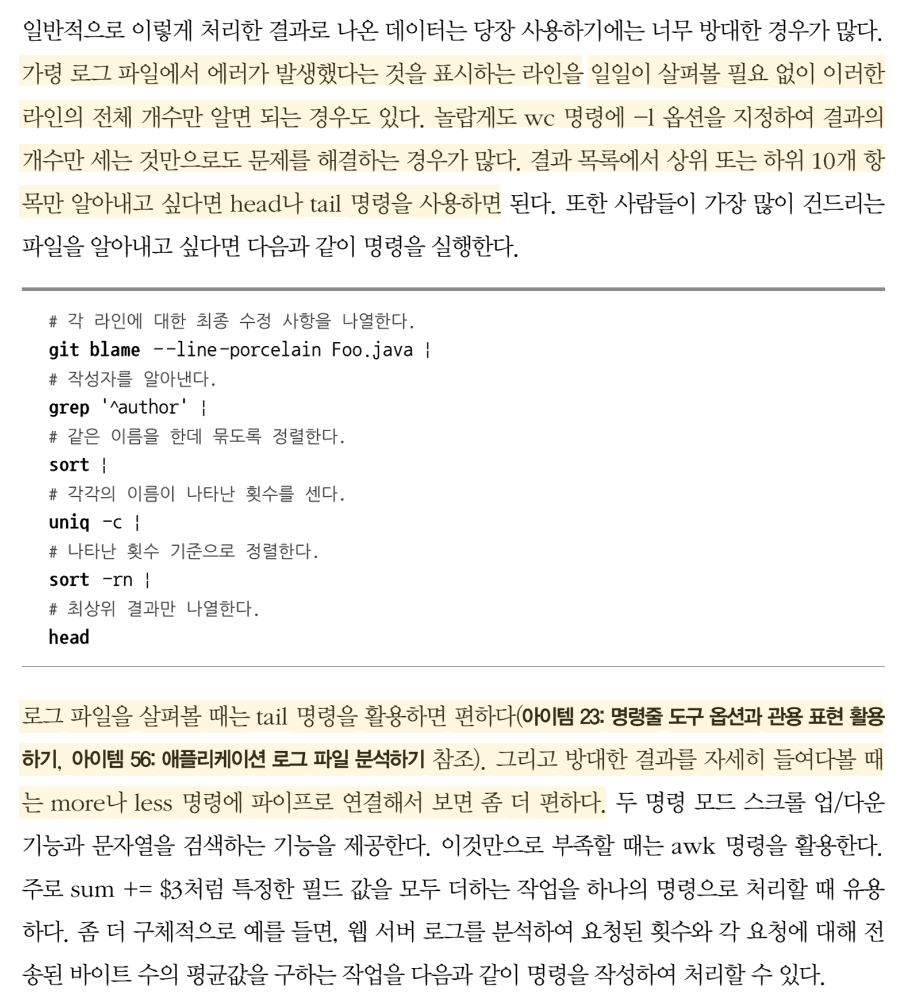 일반적으로 이렇게 처리한 결과로 나온 데이터는 당장 사용하기에는 너무 방대한 경우가 많다.
가령 로그 파일에서 에러가 발생했다는 것을 표시하는 라인을 일일이 살펴볼 필요 없이 이러한
라인의 전체 개수만 알면 되는 경우도 있다. 놀랍게도 wc 명령에 –l 옵션을 지정하여 결과의
개수만 세는 것만으로도 문제를 해결하는 경우가 많다. 결과 목록에서 상위 또는 하위 10개 항
목만 알아내고 싶다면 head나 tail 명령을 사용하면 된다. 또한 사람들이 가장 많이 건드리는
파일을 알아내고 싶다면 다음과 같이 명령을 실행한다.
# 각 라인에 대한 최종 수정 사항을 나열한다.
git blame --line-porcelain Foo.java |
# 작성자를 알아낸다.
grep '^author' |
# 같은 이름을 한데 묶도록 정렬한다.
sort |
# 각각의 이름이 나타난 횟수를 센다.
uniq -c |
# 나타난 횟수 기준으로 정렬한다.
sort -rn |
# 최상위 결과만 나열한다.
head
로그 파일을 살펴볼 때는 tail 명령을 활용하면 편하다(아이템 23: 명령줄 도구 옵션과 관용 표현 활용
하기, 아이템 56: 애플리케이션 로그 파일 분석하기 참조). 그리고 방대한 결과를 자세히 들여다볼 때
는 more나 less 명령에 파이프로 연결해서 보면 좀 더 편하다. 두 명령 모드 스크롤 업/다운
기능과 문자열을 검색하는 기능을 제공한다. 이것만으로 부족할 때는 awk 명령을 활용한다.
주로 sum += $3처럼 특정한 필드 값을 모두 더하는 작업을 하나의 명령으로 처리할 때 유용
하다. 좀 더 구체적으로 예를 들면, 웹 서버 로그를 분석하여 요청된 횟수와 각 요청에 대해 전
송된 바이트 수의 평균값을 구하는 작업을 다음과 같이 명령을 작성하여 처리할 수 있다.